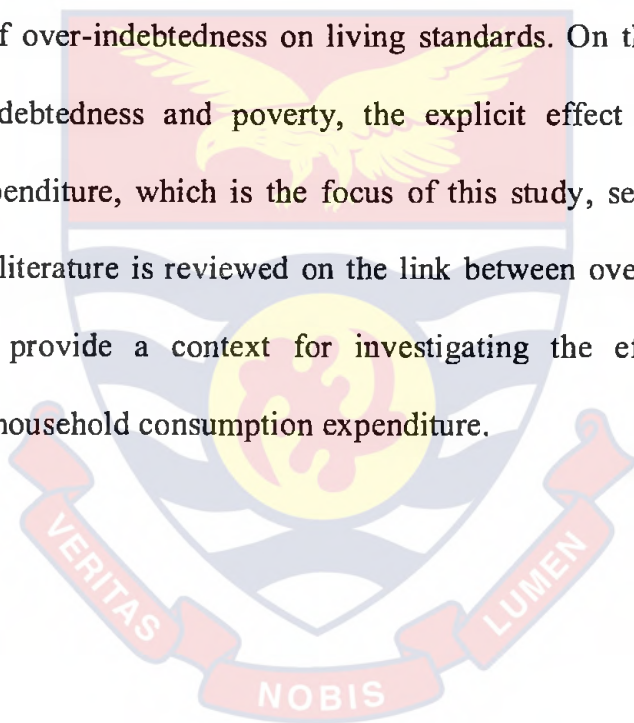 f over-indebtedness on living standards. On th
debtedness and poverty, the explicit effect
penditure, which is the focus of this study, se
literature is reviewed on the link between ove
provide a context for investigating the ef
household consumption expenditure.
VERITAS
NOBIS
LUMEN